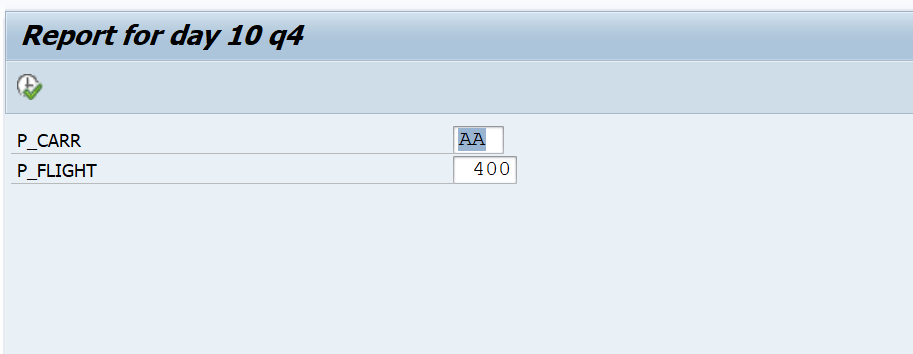 Report for day 10 q4
P_CARR AA
P_FLIGHT 400